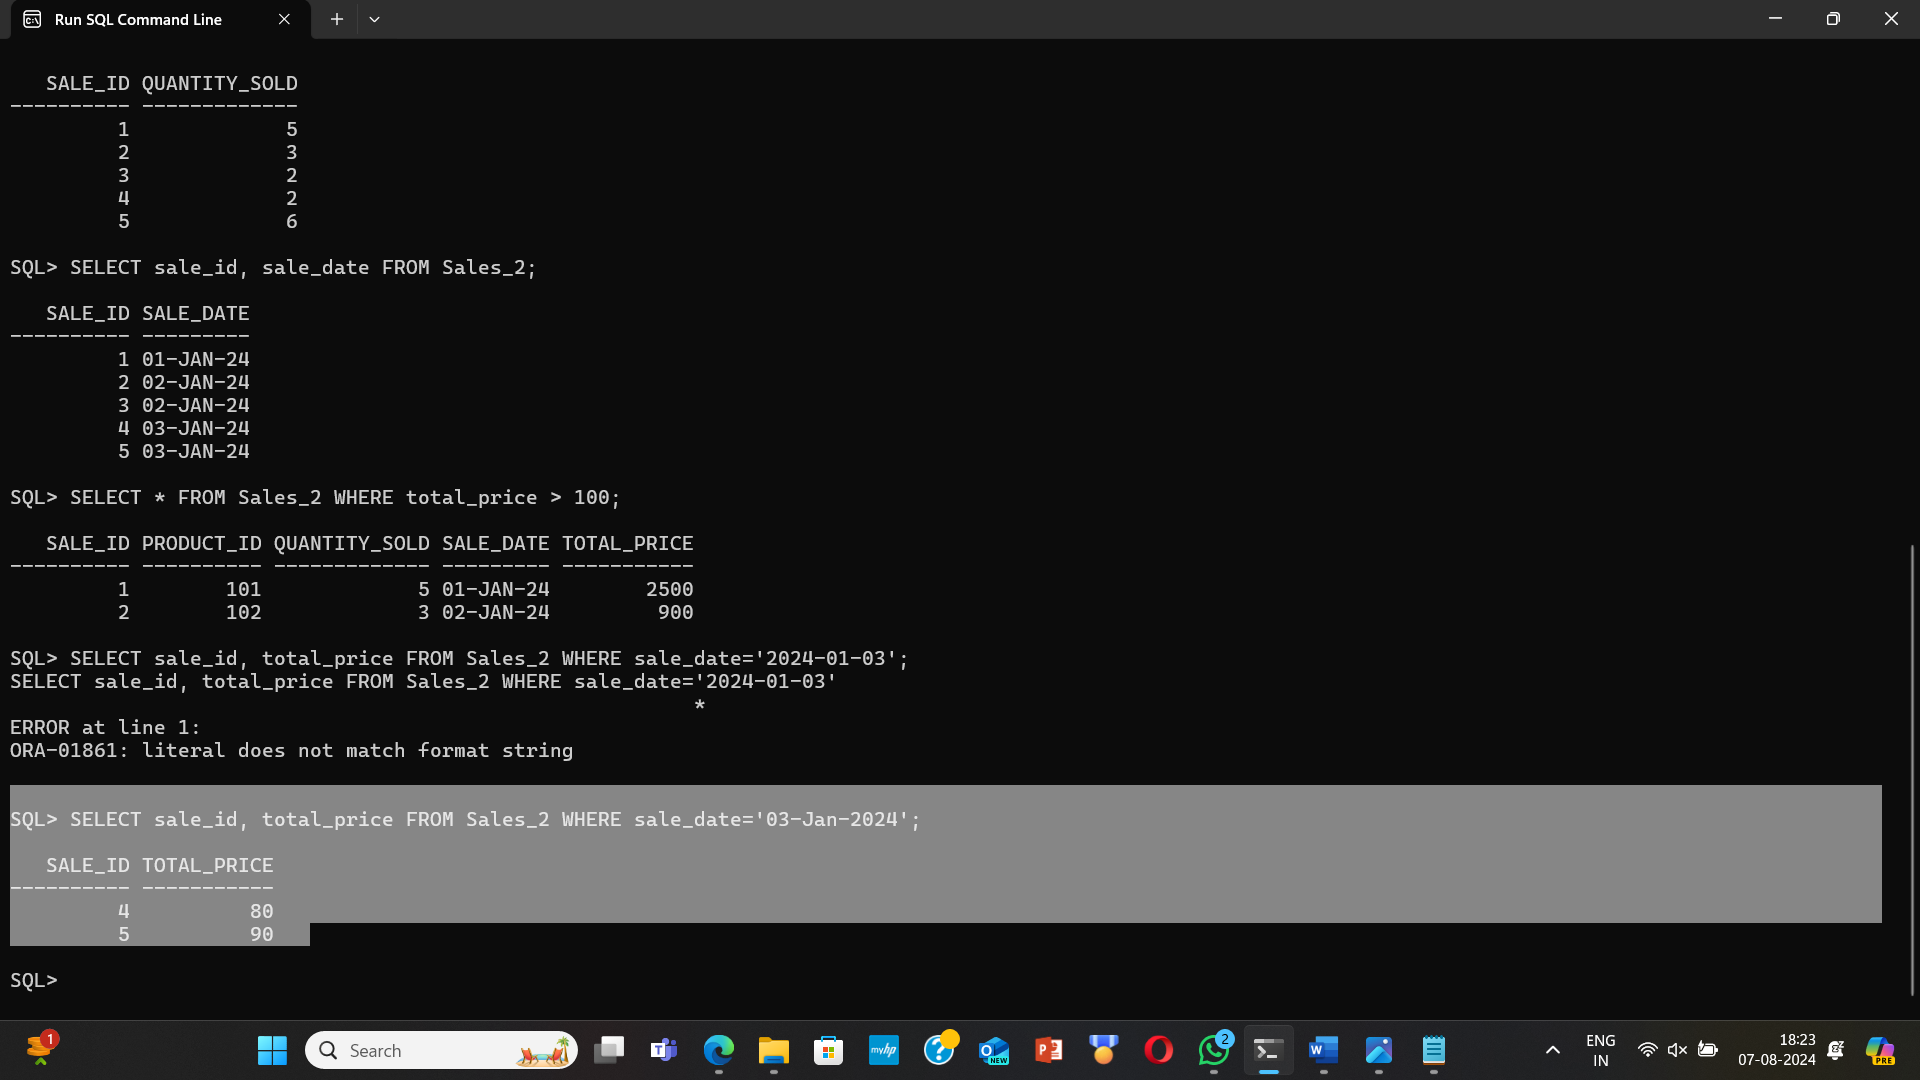 Run SQL Command Line
   SALE_ID QUANTITY_SOLD
---------- -------------
         1             5
         2             3
         3             2
         4             2
         5             6
SQL> SELECT sale_id, sale_date FROM Sales_2;
   SALE_ID SALE_DATE
---------- ---------
         1 01-JAN-24
         2 02-JAN-24
         3 02-JAN-24
         4 03-JAN-24
         5 03-JAN-24
SQL> SELECT * FROM Sales_2 WHERE total_price > 100;
   SALE_ID PRODUCT_ID QUANTITY_SOLD SALE_DATE TOTAL_PRICE
---------- ---------- ------------- --------- -----------
         1        101             5 01-JAN-24        2500
         2        102             3 02-JAN-24         900
SQL> SELECT sale_id, total_price FROM Sales_2 WHERE sale_date='2024-01-03';
SELECT sale_id, total_price FROM Sales_2 WHERE sale_date='2024-01-03'
                                                         *
ERROR at line 1:
ORA-01861: literal does not match format string
SQL> SELECT sale_id, total_price FROM Sales_2 WHERE sale_date='03-Jan-2024';
   SALE_ID TOTAL_PRICE
---------- -----------
         4          80
         5          90
SQL>
1
Search
myhp
NEW
2
ENG
IN
18:23
07-08-2024
PRE